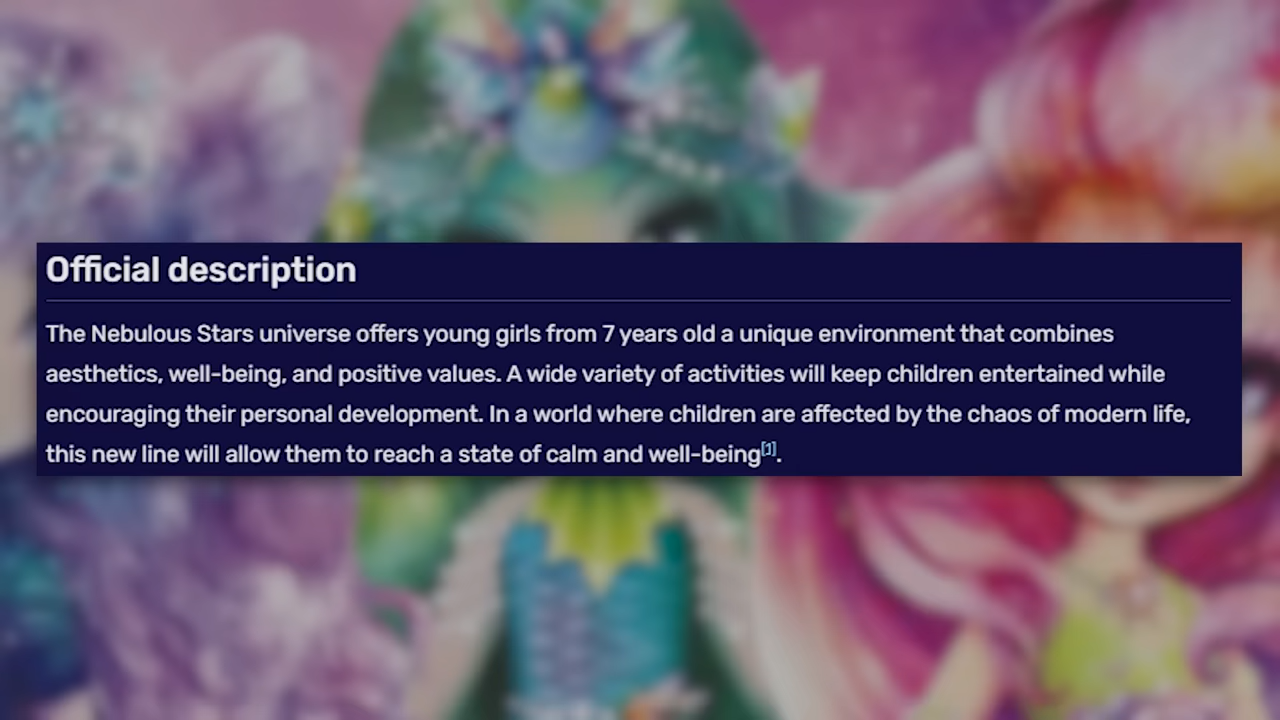 Official description
The Nebulous Stars universe offers young girls from 7 years old a unique environment that combines
aesthetics, well-being, and positive values. A wide variety of activities will keep children entertained while
encouraging their personal development. In a world where children are affected by the chaos of modern life,
this new line will allow them to reach a state of calm and well-being[1].